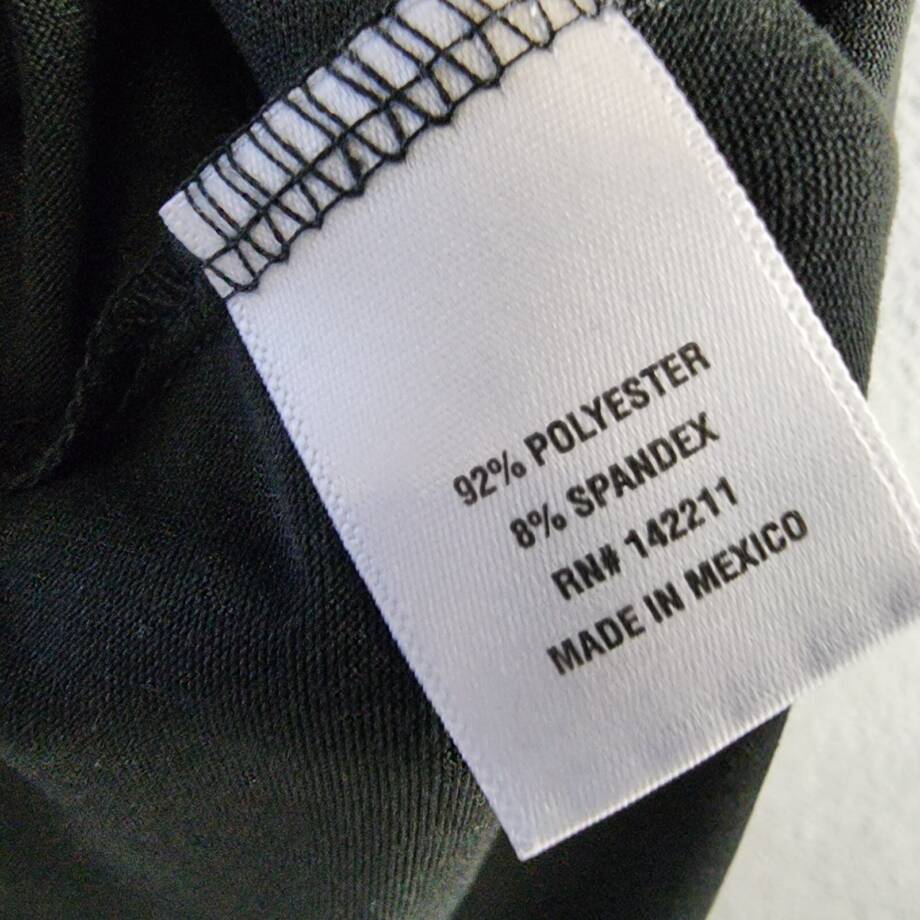 92% POLYESTER
8% SPANDEX
RN# 142211
MADE IN MEXICO